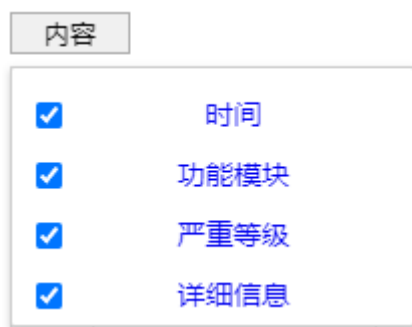 内容
时间
功能模块
严重等级
详细信息